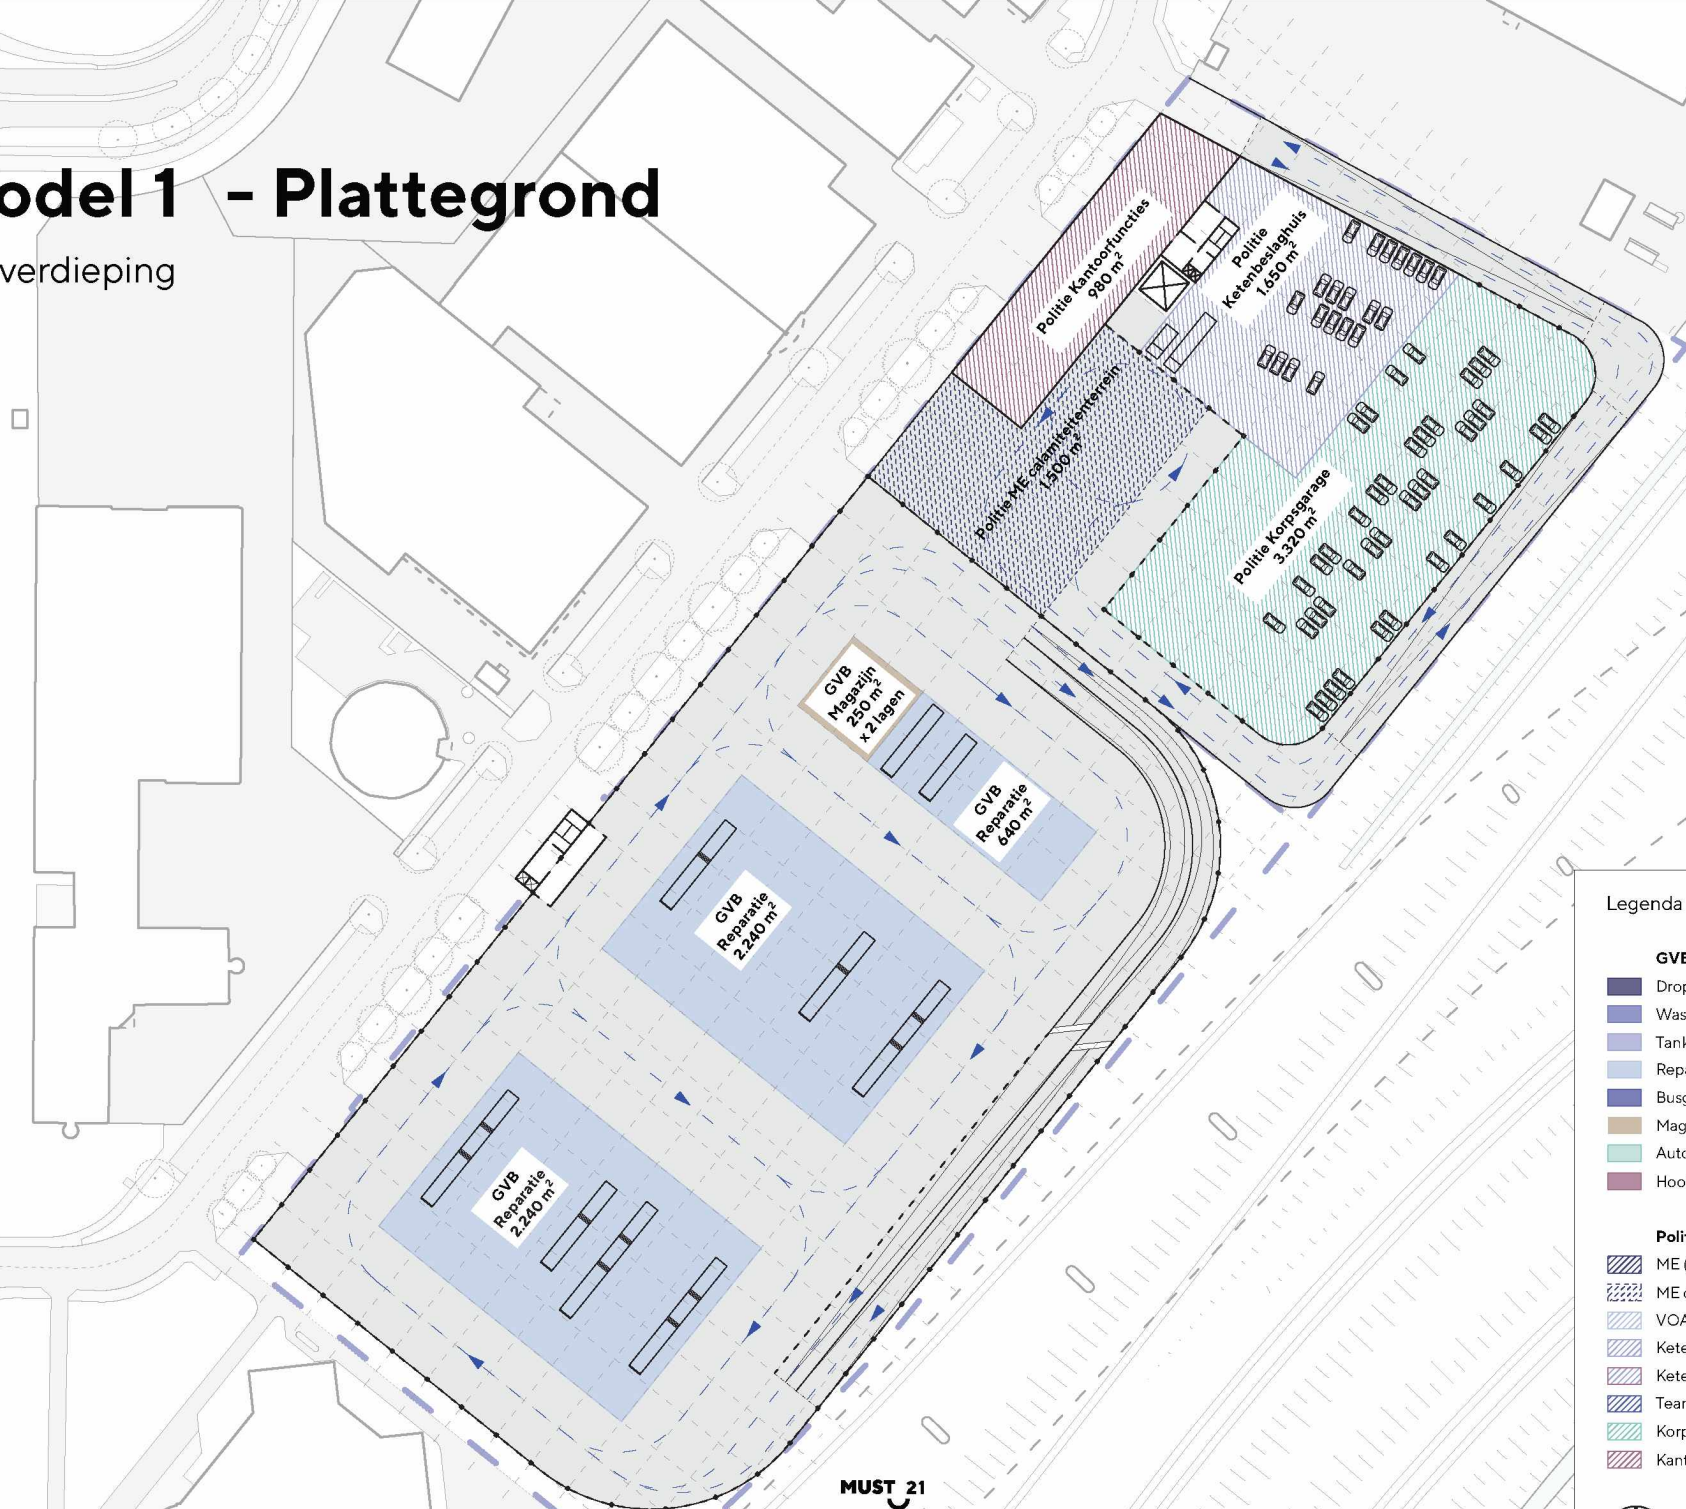 odel 1 - Plattegrond
verdieping
Politie Kantoorfuncties
980 m²
Politie
Ketenbeslaghuis
1.650 m²
Politie ME calamiteitenterrein
1.500 m²
Politie Korpsgarage
3.320 m²
GVB
Magazijn
250 m²
x 2 lagen
GVB
Reparatie
640 m²
GVB
Reparatie
2.240 m²
GVB
Reparatie
2.240 m²
Legenda
GVB
Drop
Was
Tank
Repa
Busg
Mag
Auto
Hoo
Polit
ME (
ME c
VOA
Kete
Kete
Tear
Korp
Kant
MUST 21